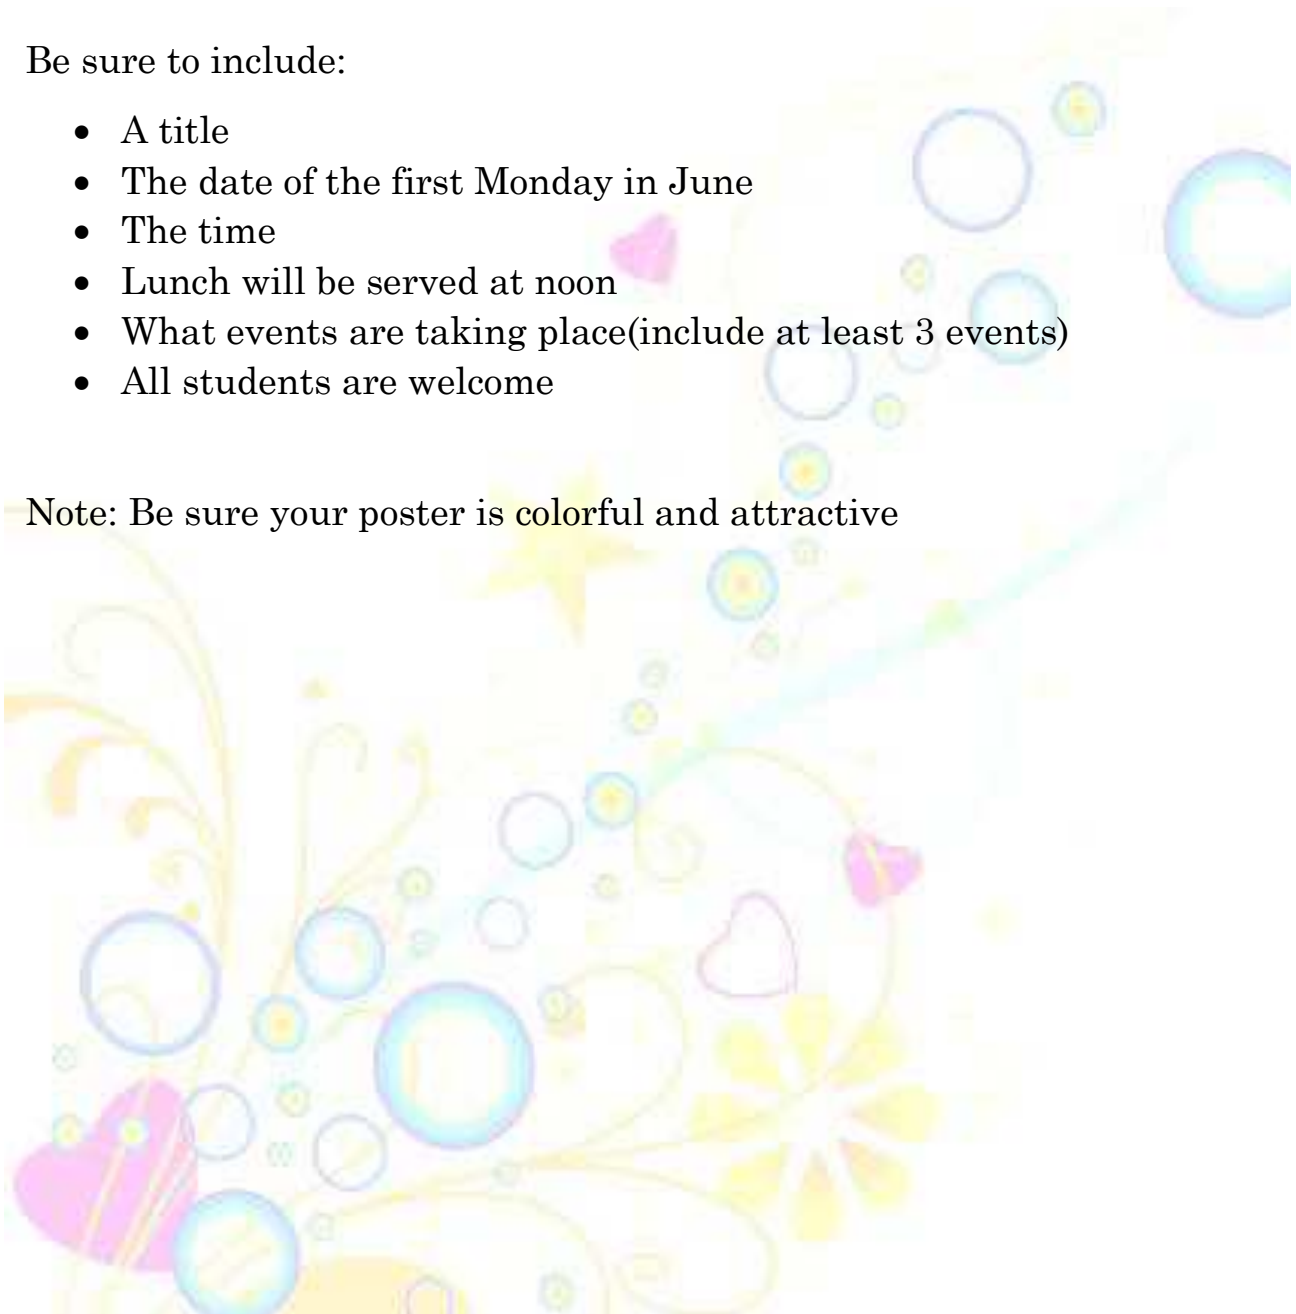 Be sure to include:
• A title
• The date of the first Monday in June
• The time
• Lunch will be served at noon
• What events are taking place(include at least 3 events)
• All students are welcome
Note: Be sure your poster is colorful and attractive